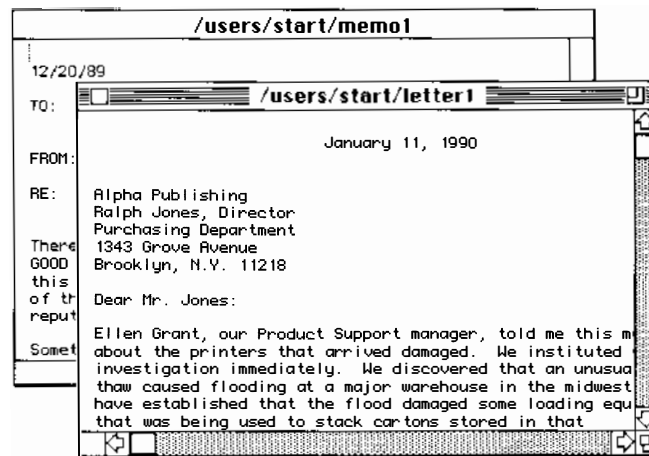 /users/start/memo1
12/20/89
TO:
FROM:
RE:
There
GOOD
this
of th
reput
Somet
/users/start/letter1
January 11, 1990
Alpha Publishing
Ralph Jones, Director
Purchasing Department
1343 Grove Avenue
Brooklyn, N.Y. 11218
Dear Mr. Jones:
Ellen Grant, our Product Support manager, told me this m
about the printers that arrived damaged. We instituted
investigation immediately. We discovered that an unusua
thaw caused flooding at a major warehouse in the midwest
have established that the flood damaged some loading equ
that was being used to stack cartons stored in that